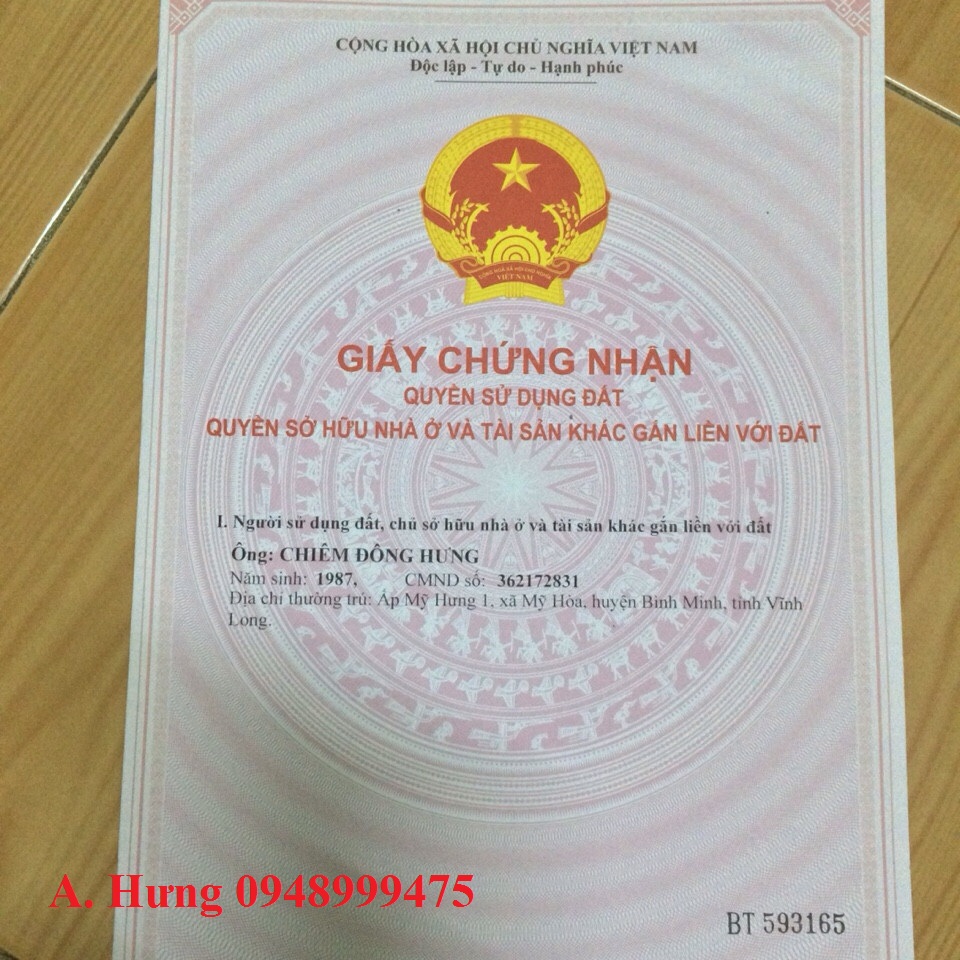 CỘNG HÒA XÃ HỘI CHỦ NGHĨA VIỆT NAM
Độc lập - Tự do - Hạnh phúc
CỘNG HOÀ XÃ HỘI CHỦ NGHĨA
VIỆT NAM
GIẤY CHỨNG NHẬN
QUYỀN SỬ DỤNG ĐẤT
QUYỀN SỞ HỮU NHÀ Ở VÀ TÀI SẢN KHÁC GẮN LIỀN VỚI ĐẤT
I. Người sử dụng đất, chủ sở hữu nhà ở và tài sản khác gắn liền với đất
Ông: CHIÊM ĐÔNG HƯNG
Năm sinh: 1987, CMND số: 362172831
Địa chỉ thường trú: Ấp Mỹ Hưng 1, xã Mỹ Hòa, huyện Bình Minh, tỉnh Vĩnh
Long.
A. Hưng 0948999475
BT 593165